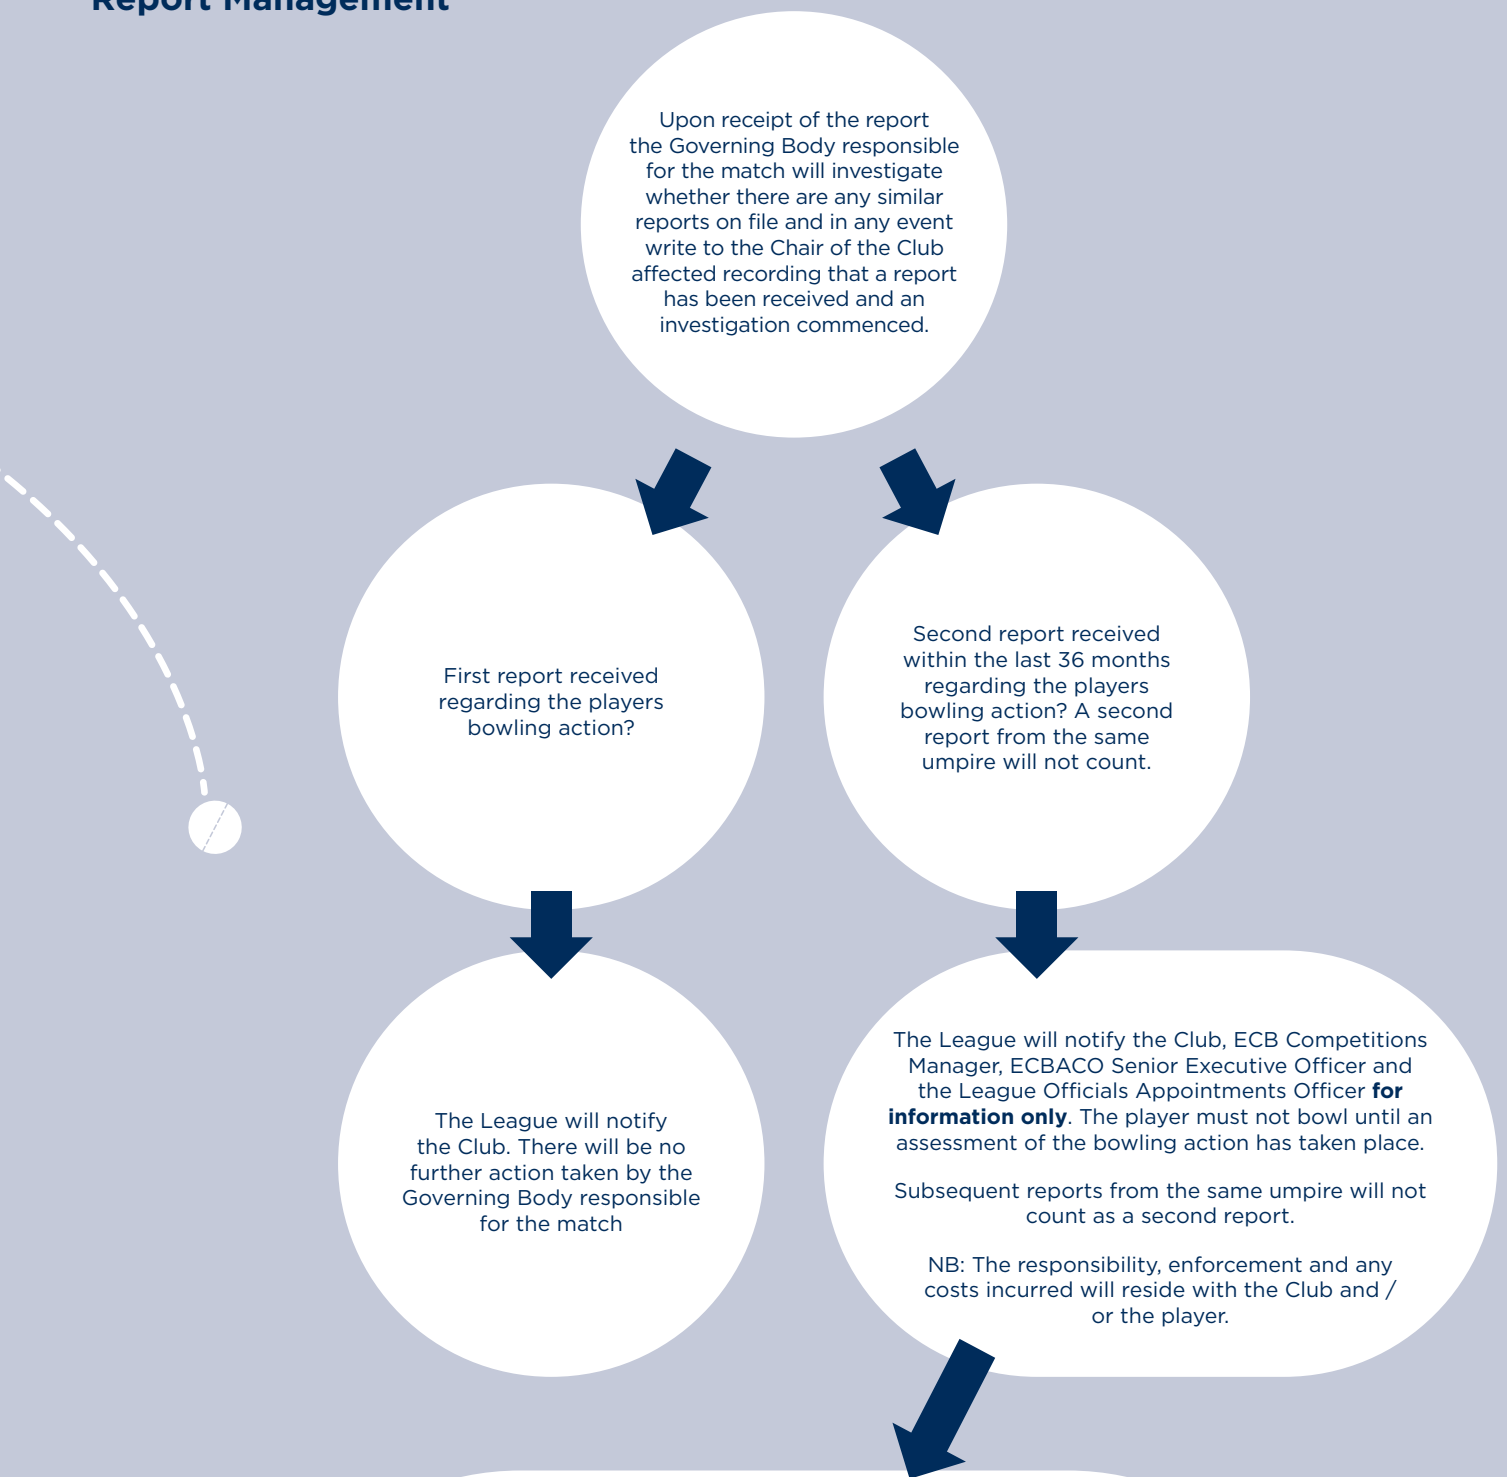 Report Management
Upon receipt of the report
the Governing Body responsible
for the match will investigate
whether there are any similar
reports on file and in any event
write to the Chair of the Club
affected recording that a report
has been received and an
investigation commenced.
First report received
regarding the players
bowling action?
Second report received
within the last 36 months
regarding the players
bowling action? A second
report from the same
umpire will not count.
The League will notify
the Club. There will be no
further action taken by the
Governing Body responsible
for the match
The League will notify the Club, ECB Competitions
Manager, ECBACO Senior Executive Officer and
the League Officials Appointments Officer for
information only. The player must not bowl until an
assessment of the bowling action has taken place.
Subsequent reports from the same umpire will not
count as a second report.
NB: The responsibility, enforcement and any
costs incurred will reside with the Club and /
or the player.